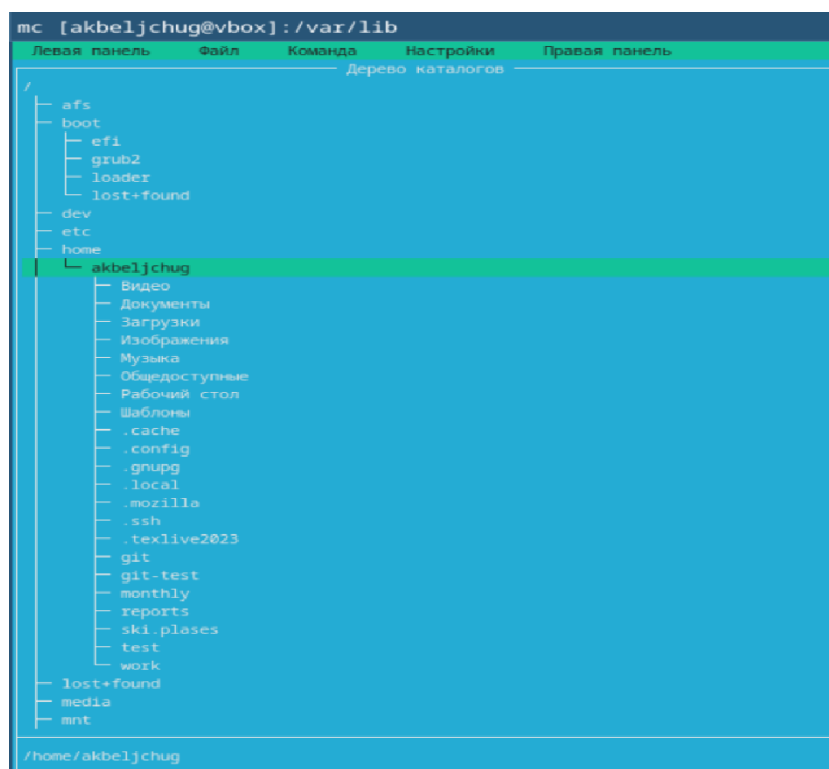 mc [akbeljchug@vbox]:/var/lib
Левая панель Файл Команда Настройки Правая панель
Дерево каталогов
/
afs
boot
efi
grub2
loader
lost+found
dev
etc
home
akbeljchug
Видео
Документы
Загрузки
Изображения
Музыка
Общедоступные
Рабочий стол
Шаблоны
.cache
.config
.gnupg
.local
.mozilla
.ssh
.texlive2023
git
git-test
monthly
reports
ski.plases
test
work
lost+found
media
mnt
/home/akbeljchug